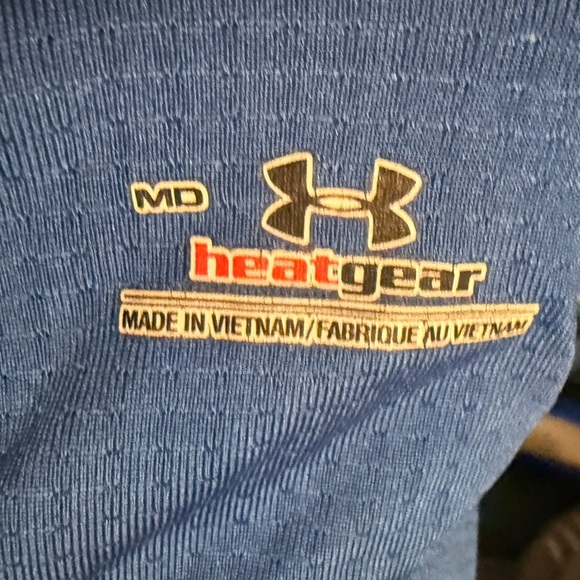 MD
heatgear
MADE IN VIETNAM/FABRIQUE AU VIETNAM